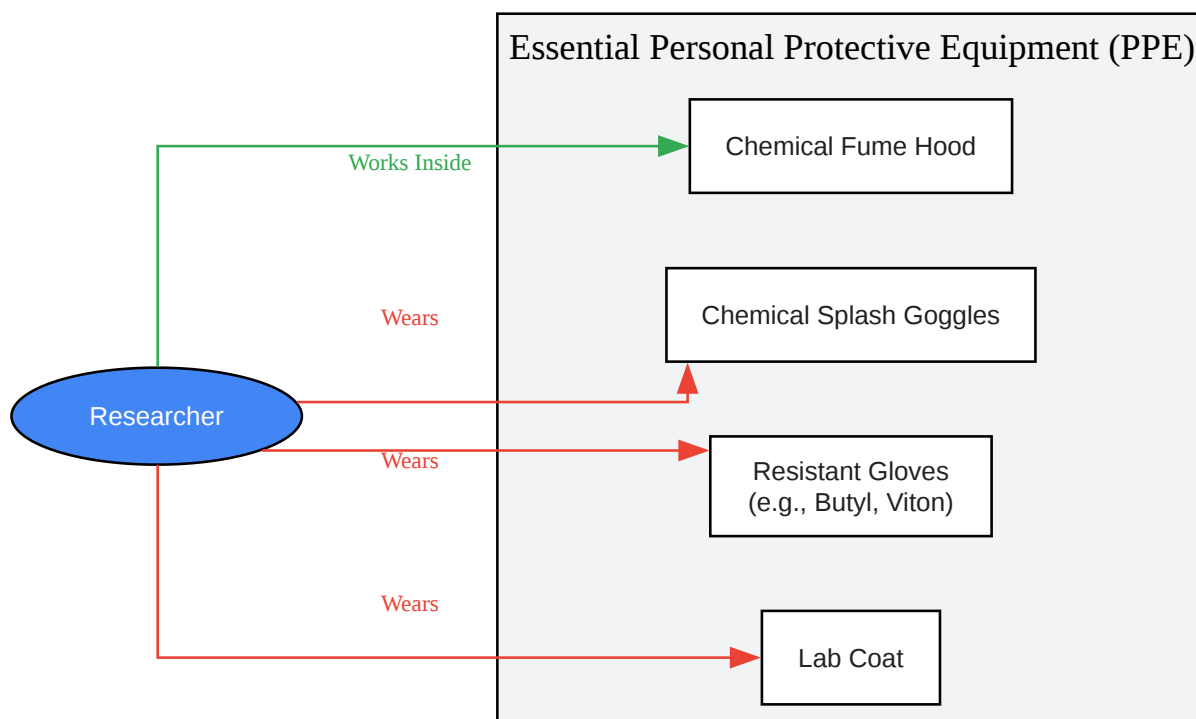 Essential Personal Protective Equipment (PPE)
Chemical Fume Hood
Works Inside
Chemical Splash Goggles
Wears
Researcher
Wears
Resistant Gloves
(e.g., Butyl, Viton)
Wears
Lab Coat